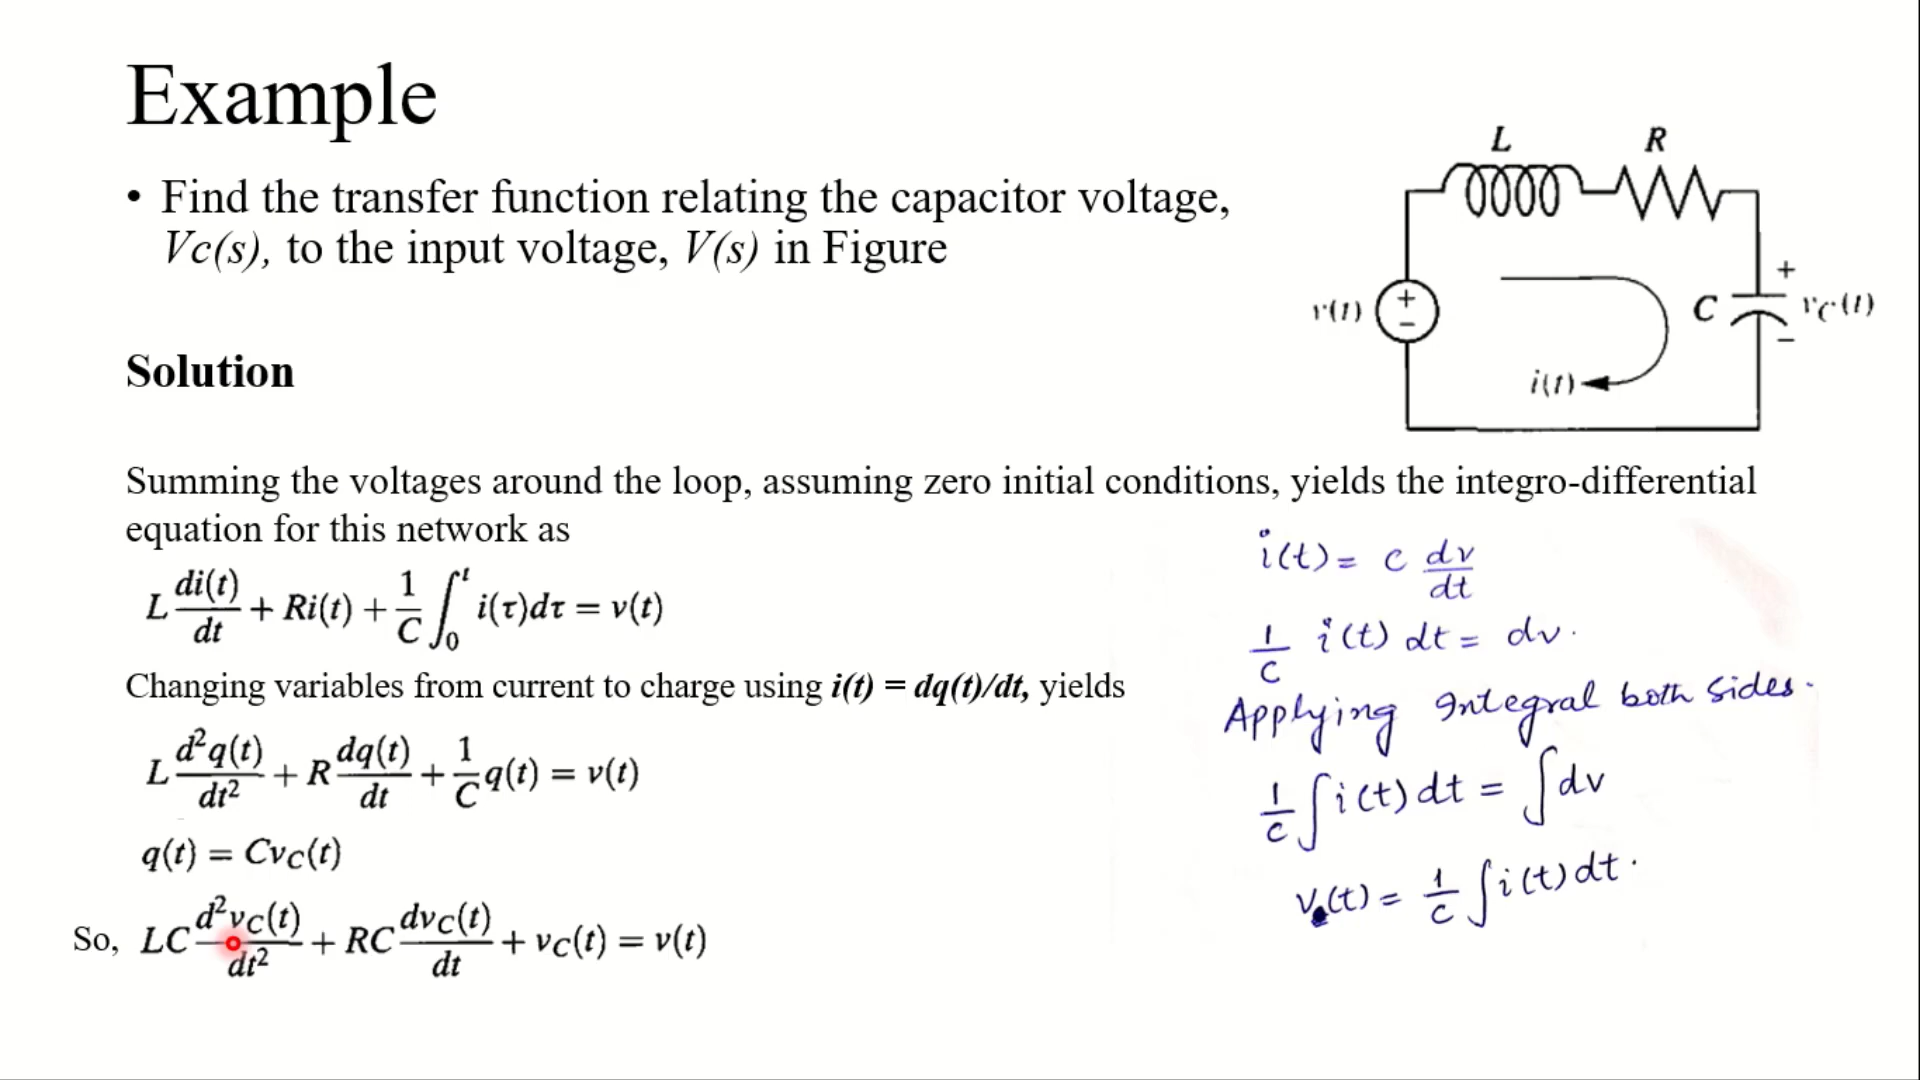 Example
• Find the transfer function relating the capacitor voltage,
Vc(s), to the input voltage, V(s) in Figure
L R
+
v(t) + − C vC(t)
−
i(t)
Solution
Summing the voltages around the loop, assuming zero initial conditions, yields the integro-differential
equation for this network as
L di(t)/dt + Ri(t) + 1/C ∫₀ᵗ i(τ)dτ = v(t)
Changing variables from current to charge using i(t) = dq(t)/dt, yields
L d²q(t)/dt² + R dq(t)/dt + 1/C q(t) = v(t)
q(t) = CvC(t)
So, LC d²vC(t)/dt² + RC dvC(t)/dt + vC(t) = v(t)
i(t) = c dv/dt
1/c i(t) dt = dv.
Applying Integral both sides.
1/c ∫i(t) dt = ∫dv
v(t) = 1/c ∫i(t) dt.